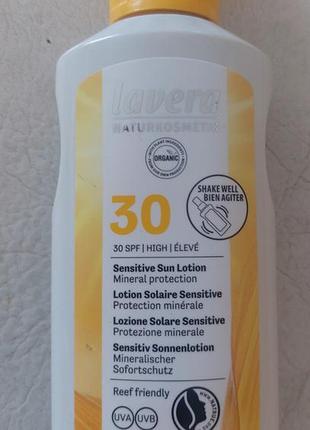 lavera
NATURKOSMETIK
ORGANIC
SHAKE WELL
BIEN AGITER
30
30 SPF | HIGH | ÉLEVÉ
Sensitive Sun Lotion
Mineral protection
Lotion Solaire Sensitive
Protection minérale
Lozione Solare Sensitive
Protezione minerale
Sensitiv Sonnenlotion
Mineralischer
Sofortschutz
Reef friendly
UVA UVB